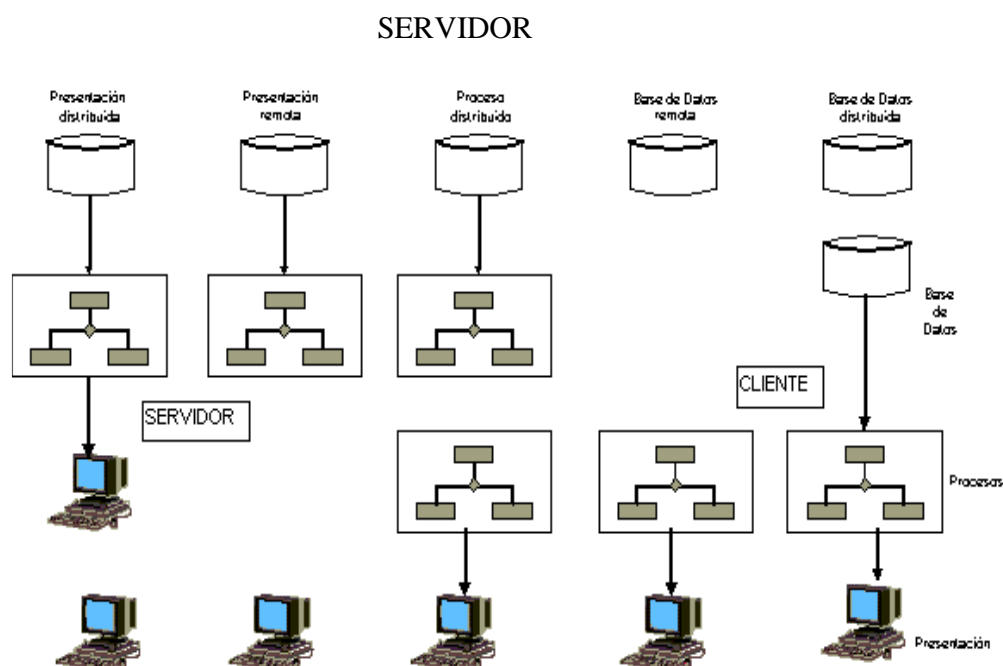 SERVIDOR
Presentación
distribuida
Presentación
remota
Proceso
distribuido
Base de Datos
remota
Base de Datos
distribuida
Base
de
Datos
CLIENTE
SERVIDOR
Procesos
Presentación